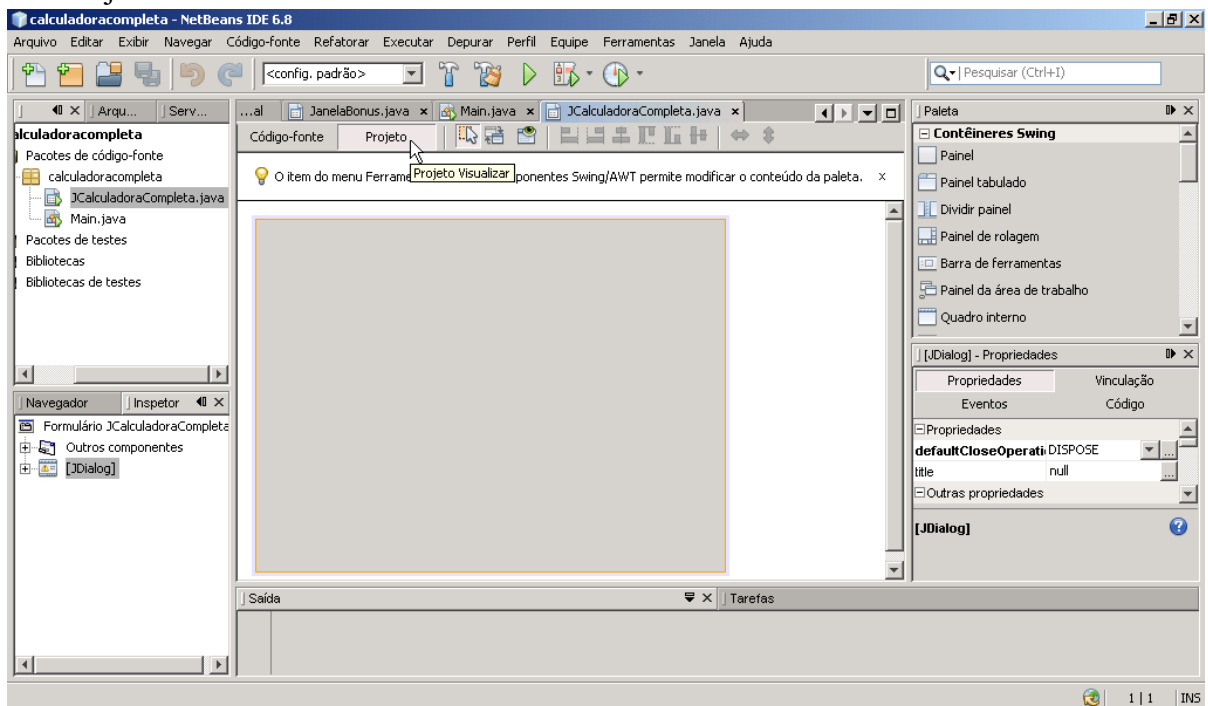 calculadoracompleta - NetBeans IDE 6.8
Arquivo Editar Exibir Navegar Código-fonte Refatorar Executar Depurar Perfil Equipe Ferramentas Janela Ajuda
<config. padrão>
Pesquisar (Ctrl+I)
Arqu... Serv...
alculadoracompleta
Pacotes de código-fonte
calculadoracompleta
JCalculadoraCompleta.java
Main.java
Pacotes de testes
Bibliotecas
Bibliotecas de testes
Navegador Inspetor
Formulário JCalculadoraCompleta
Outros componentes
[JDialog]
...al JanelaBonus.java x Main.java x JCalculadoraCompleta.java x
Código-fonte Projeto
Projeto Visualizar
O item do menu Ferrame ponentes Swing/AWT permite modificar o conteúdo da paleta. x
Saída
Tarefas
Paleta
Contêineres Swing
Painel
Painel tabulado
Dividir painel
Painel de rolagem
Barra de ferramentas
Painel da área de trabalho
Quadro interno
[JDialog] - Propriedades
Propriedades Vinculação
Eventos Código
Propriedades
defaultCloseOperati DISPOSE ...
title null ...
Outras propriedades
[JDialog]
1 | 1 INS